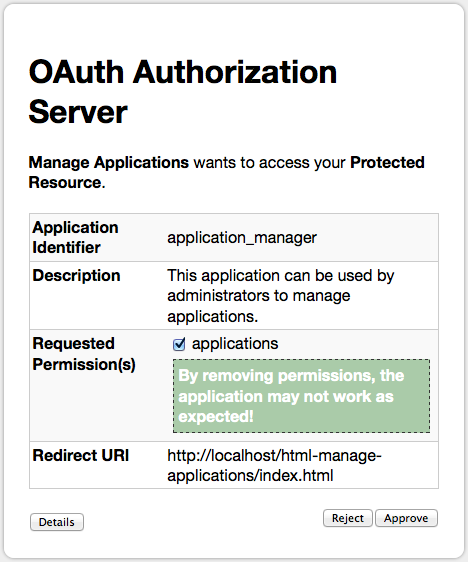 OAuth Authorization
Server
Manage Applications wants to access your Protected
Resource.
Application
Identifier
application_manager
Description
This application can be used by
administrators to manage
applications.
Requested
Permission(s)
applications
By removing permissions, the
application may not work as
expected!
Redirect URI
http://localhost/html-manage-
applications/index.html
Details
Reject
Approve